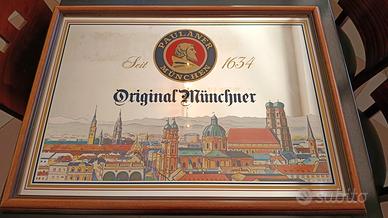 PAULANER
MÜNCHEN
Seit 1634
Original Münchner
subito